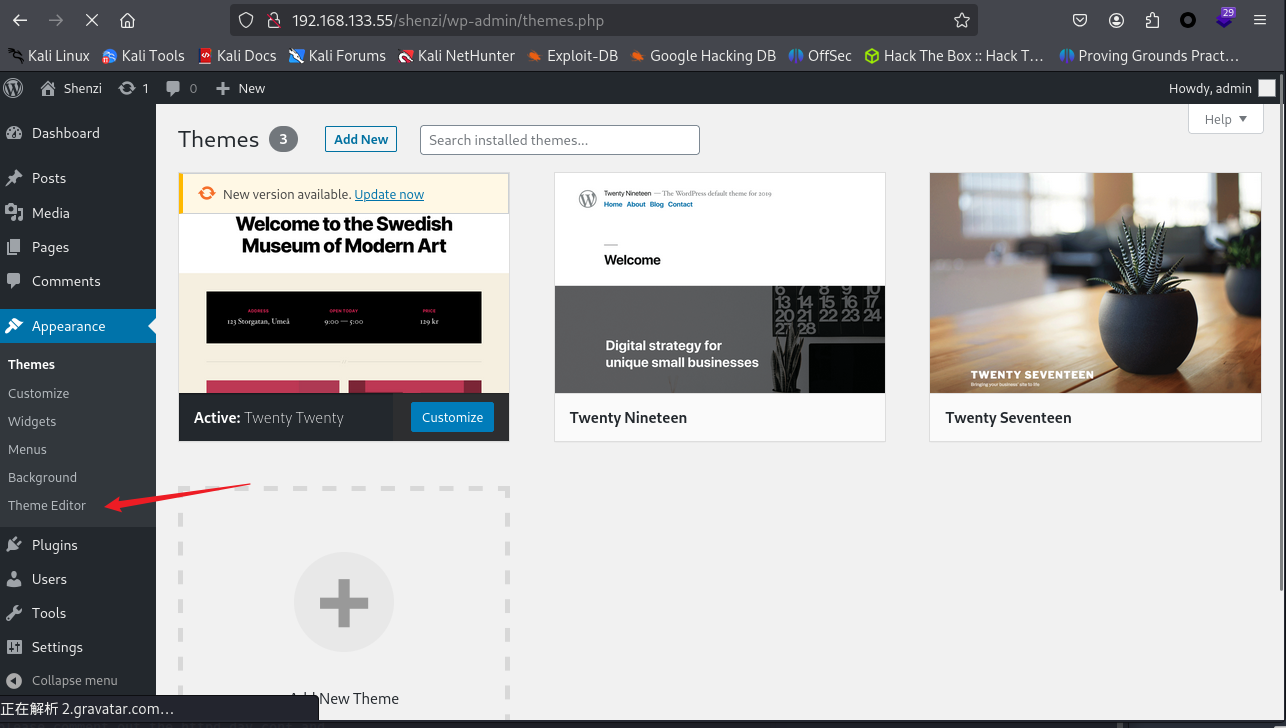 192.168.133.55/shenzi/wp-admin/themes.php
29
Kali Linux Kali Tools Kali Docs Kali Forums Kali NetHunter Exploit-DB Google Hacking DB OffSec Hack The Box :: Hack T… Proving Grounds Pract…
Shenzi 1 0 New Howdy, admin
Help
Dashboard
Posts
Media
Pages
Comments
Appearance
Themes
Customize
Widgets
Menus
Background
Theme Editor
Plugins
Users
Tools
Settings
Collapse menu
Themes 3 Add New Search installed themes...
New version available. Update now
Welcome to the Swedish
Museum of Modern Art
ADDRESS OPEN TODAY PRICE
123 Storgatan, Umeå 9:00 — 5:00 129 kr
Active: Twenty Twenty Customize
Twenty Nineteen — The WordPress default theme for 2019
Home About Blog Contact
Welcome
6 7 8 9 10
13 14 15 16 17
20 21 22 23 24
27 28
Digital strategy for
unique small businesses
Twenty Nineteen
TWENTY SEVENTEEN
Bringing your business' site to life
Twenty Seventeen
Add New Theme
正在解析 2.gravatar.com…